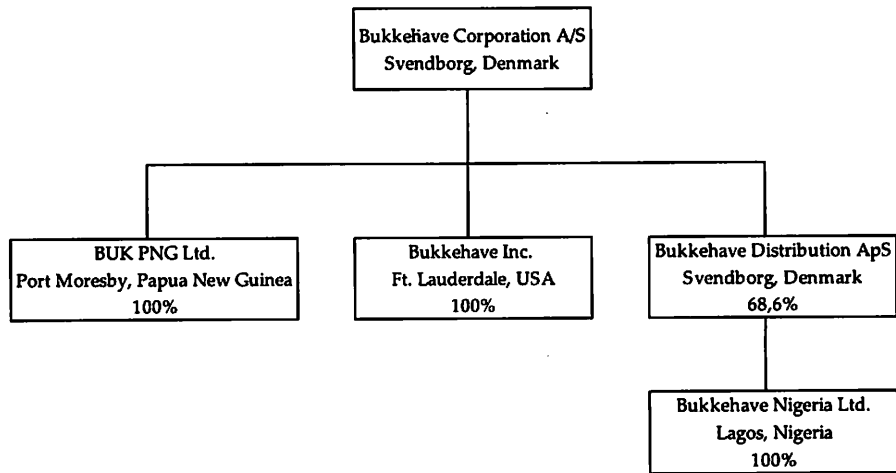 Bukkehave Corporation A/S
Svendborg, Denmark
BUK PNG Ltd.
Port Moresby, Papua New Guinea
100%
Bukkehave Inc.
Ft. Lauderdale, USA
100%
Bukkehave Distribution ApS
Svendborg, Denmark
68,6%
Bukkehave Nigeria Ltd.
Lagos, Nigeria
100%